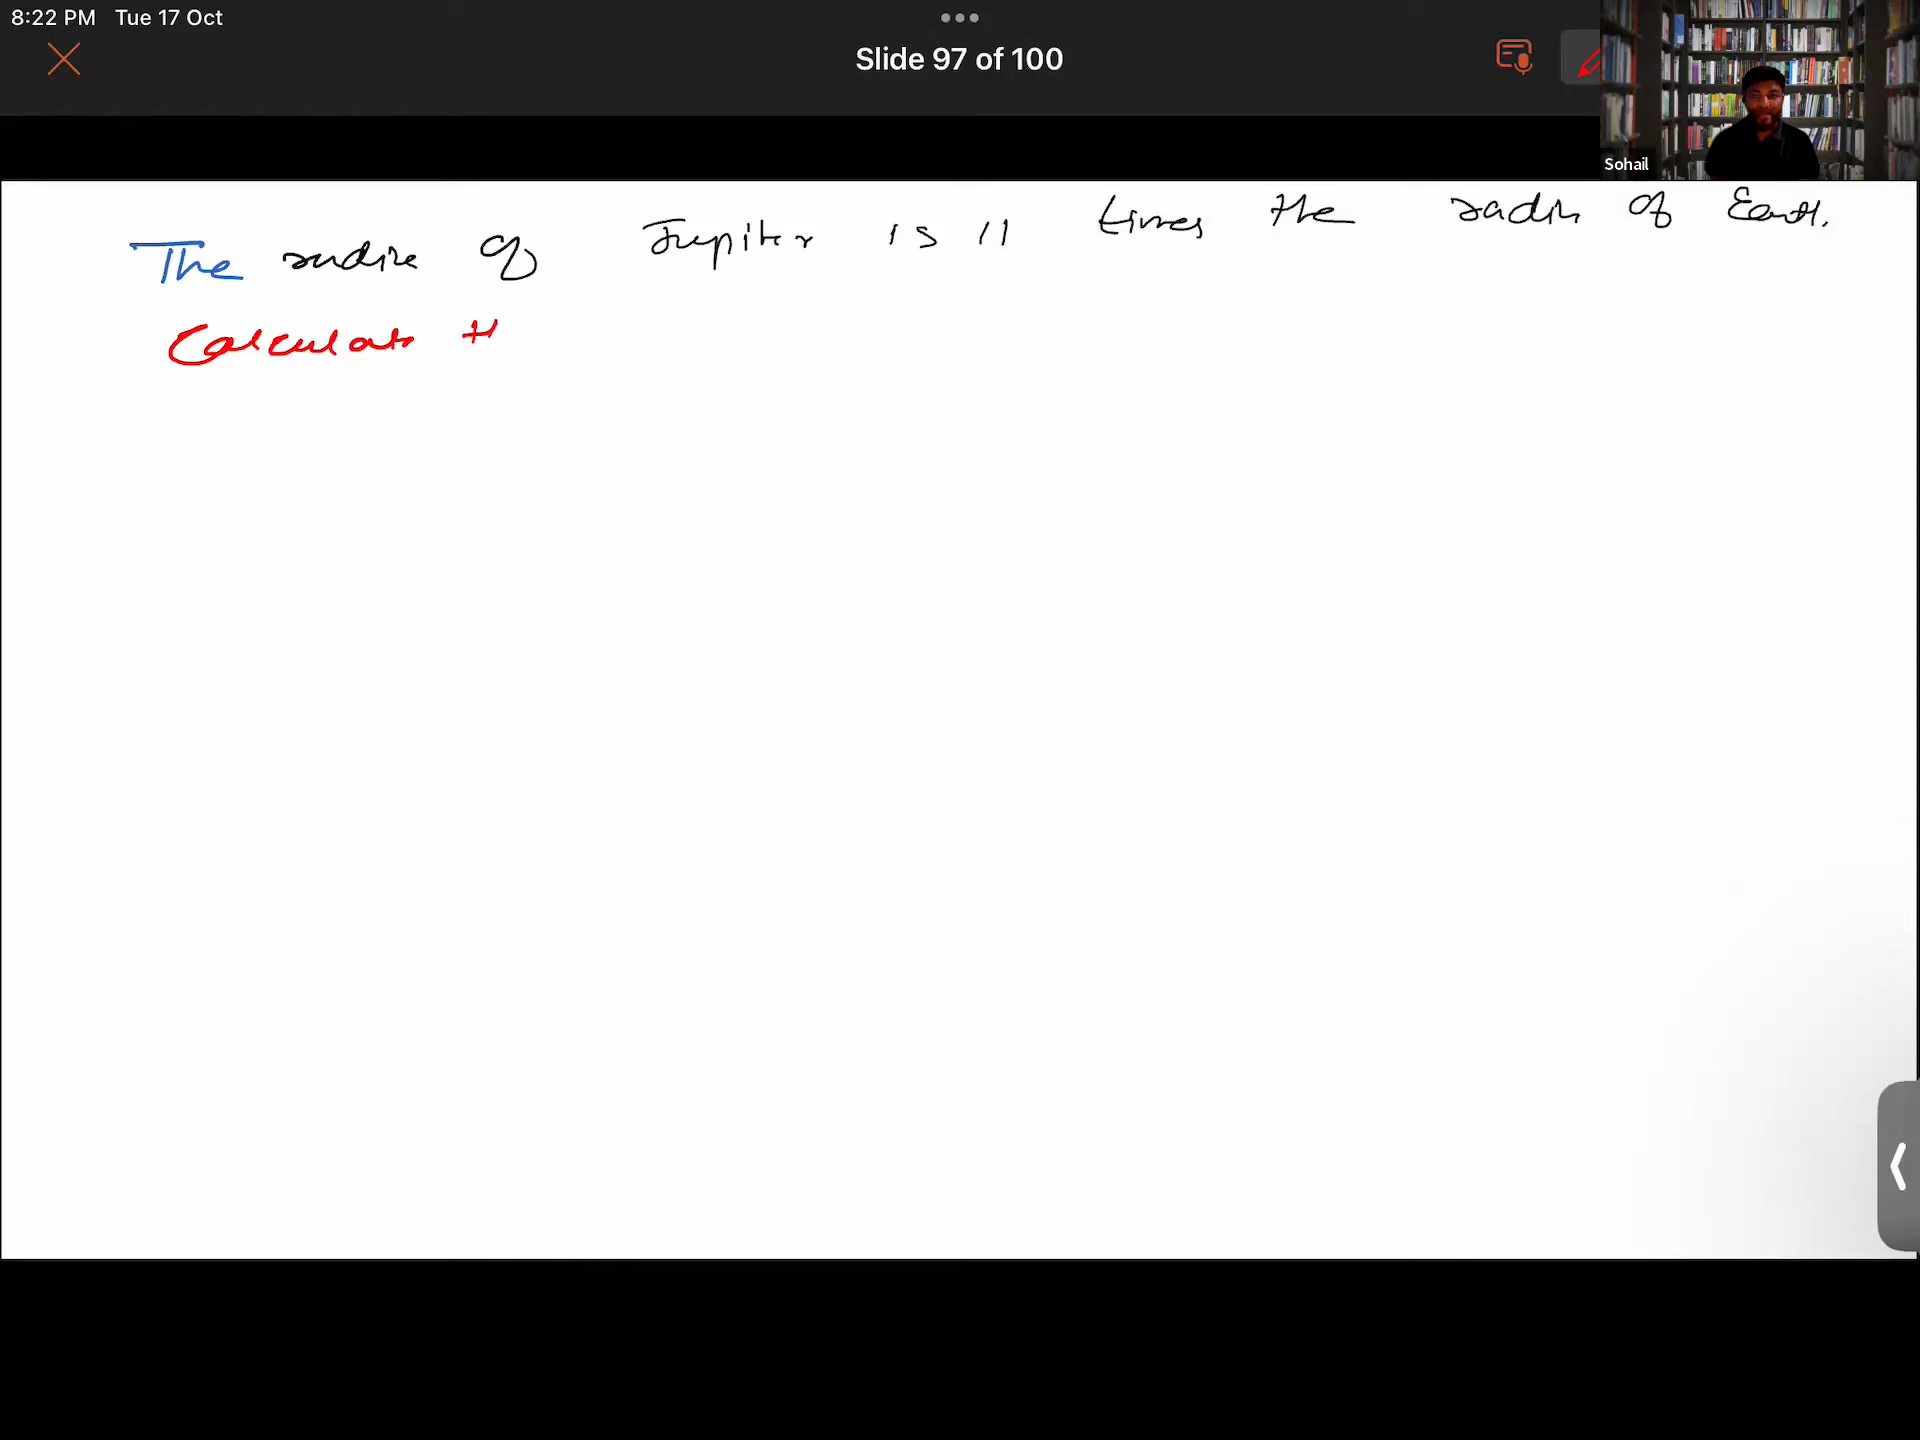 8:22 PM Tue 17 Oct
Slide 97 of 100
Sohail
The radius of Jupiter is 11 times the radius of Earth.
Calculate th